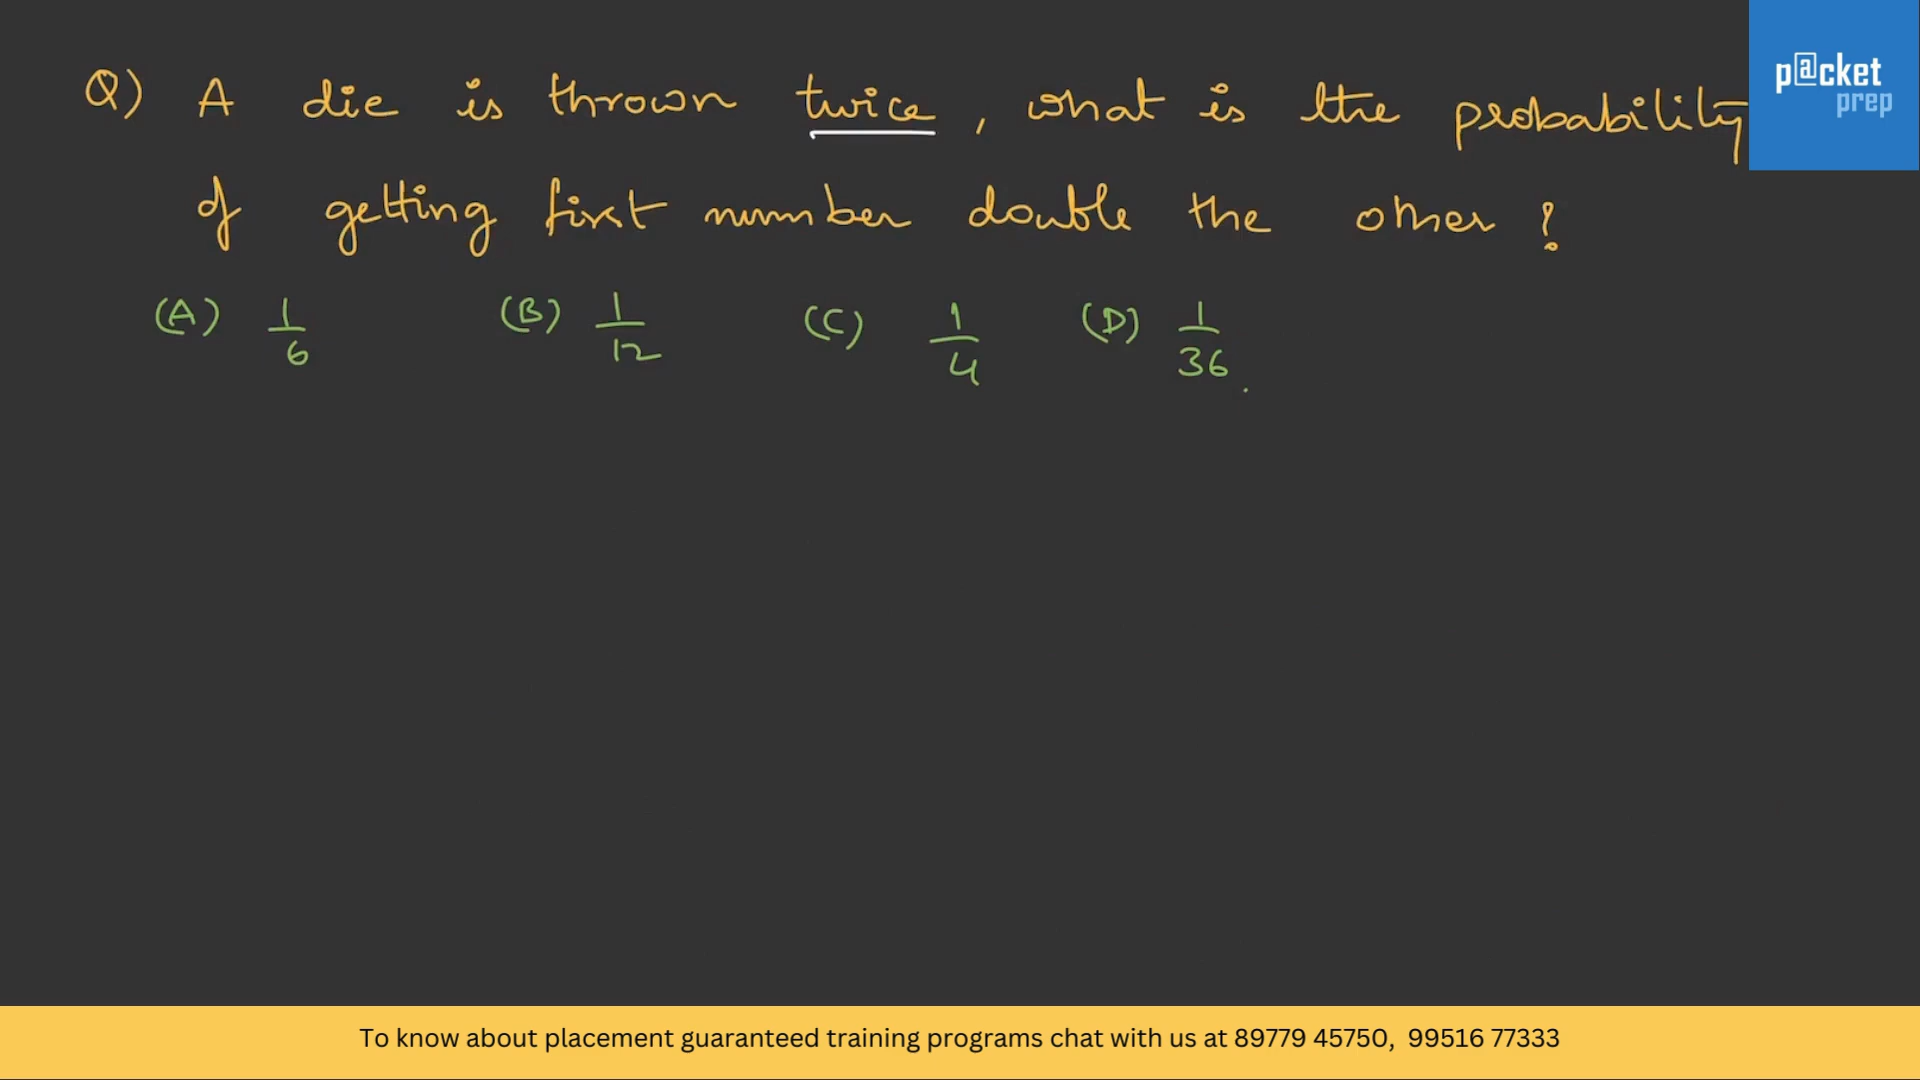 Q) A die is thrown twice, what is the probability
p@cket
prep
of getting first number double the other?
(A) 1/6 (B) 1/12 (C) 1/4 (D) 1/36.
To know about placement guaranteed training programs chat with us at 89779 45750, 99516 77333